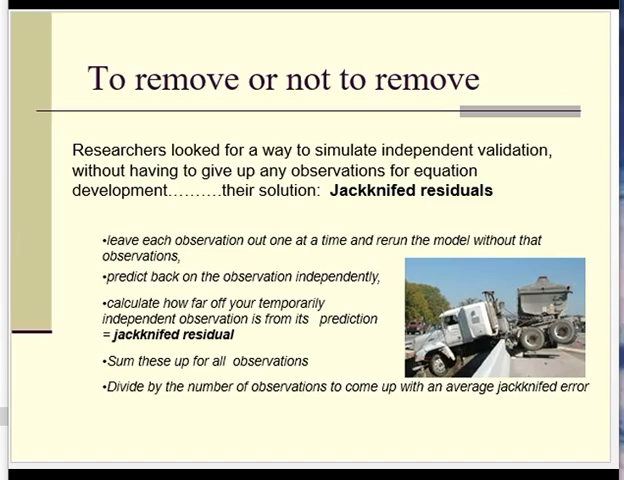 To remove or not to remove
Researchers looked for a way to simulate independent validation,
without having to give up any observations for equation
development.........their solution: Jackknifed residuals
•leave each observation out one at a time and rerun the model without that
observations,
•predict back on the observation independently,
•calculate how far off your temporarily
independent observation is from its prediction
= jackknifed residual
•Sum these up for all observations
•Divide by the number of observations to come up with an average jackknifed error